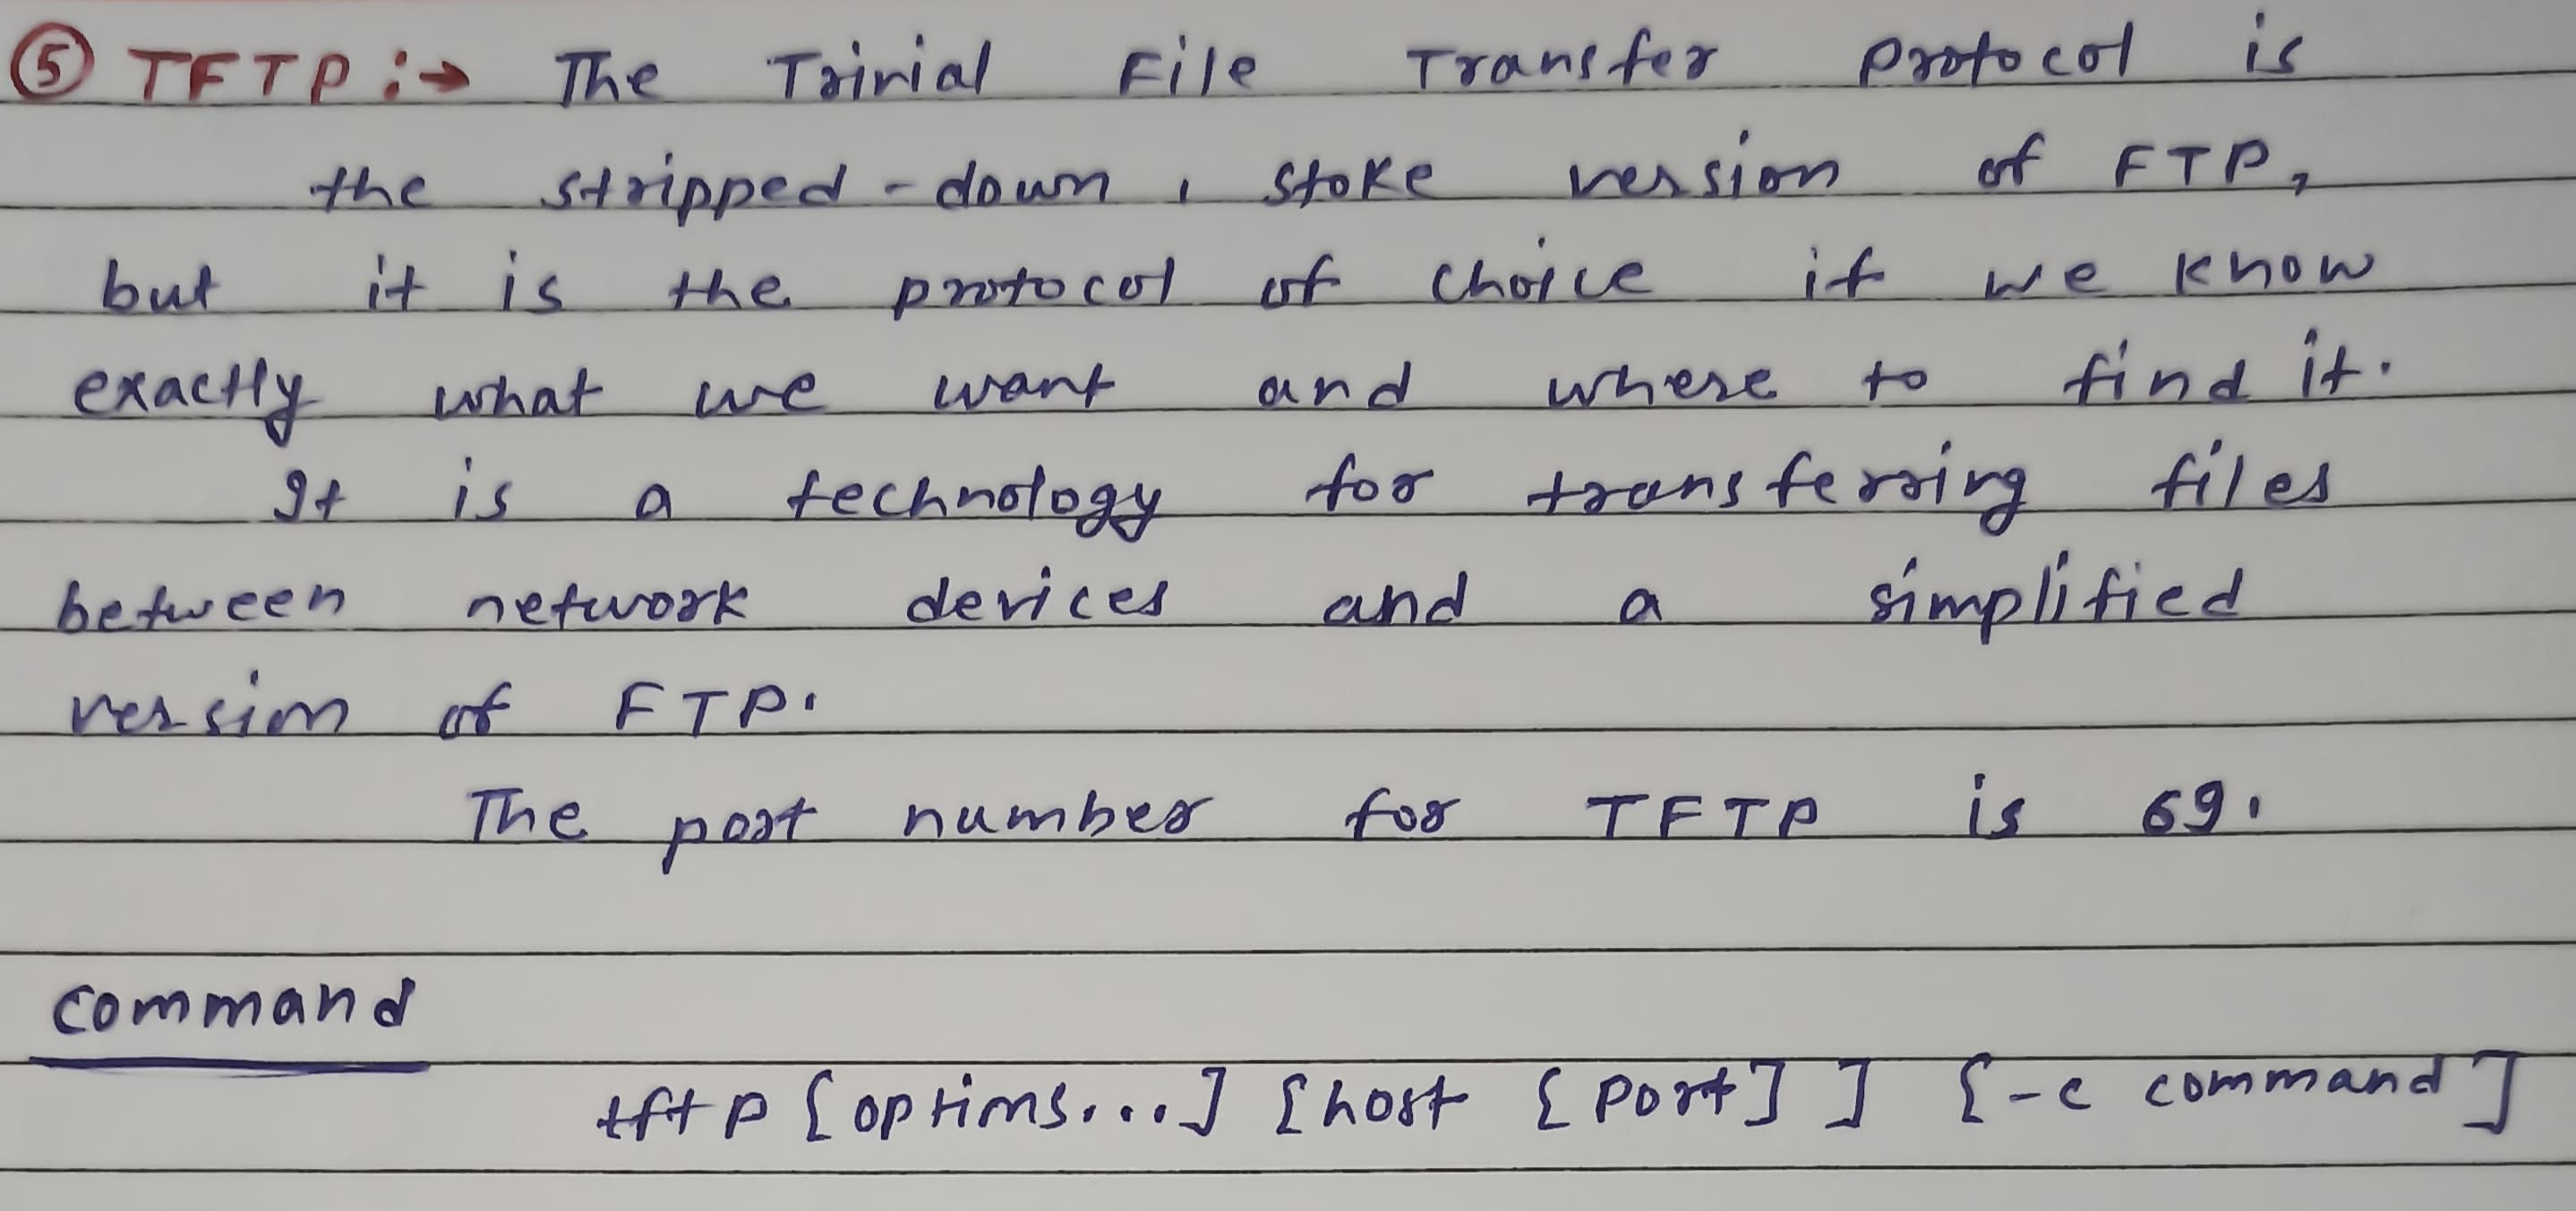 ⑤ TFTP :→ The Trivial File Transfer Protocol is
the stripped-down, stoke version of FTP,
but it is the protocol of choice if we know
exactly what we want and where to find it.
It is a technology for transferring files
between network devices and a simplified
version of FTP.
The port number for TFTP is 69.
Command
tftp [options...] [host [port]] [-c command]